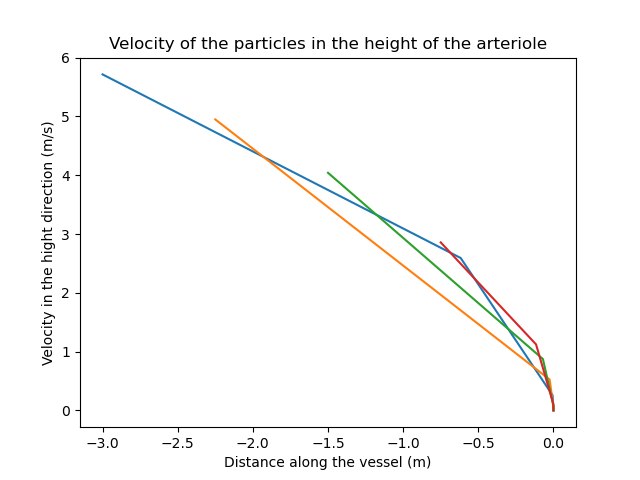 Velocity of the particles in the height of the arteriole
6
5
4
3
2
1
0
Velocity in the hight direction (m/s)
−3.0 −2.5 −2.0 −1.5 −1.0 −0.5 0.0
Distance along the vessel (m)